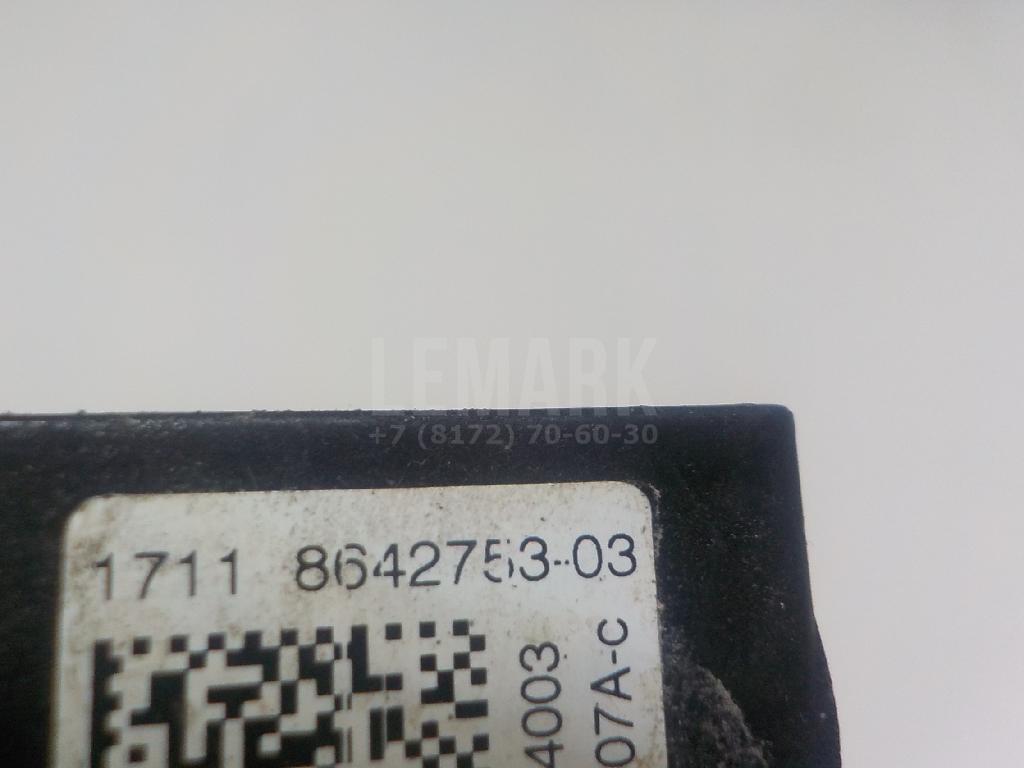 LEMARK
+7 (8172) 70-60-30
1711 8642753-03
4003
07A-C